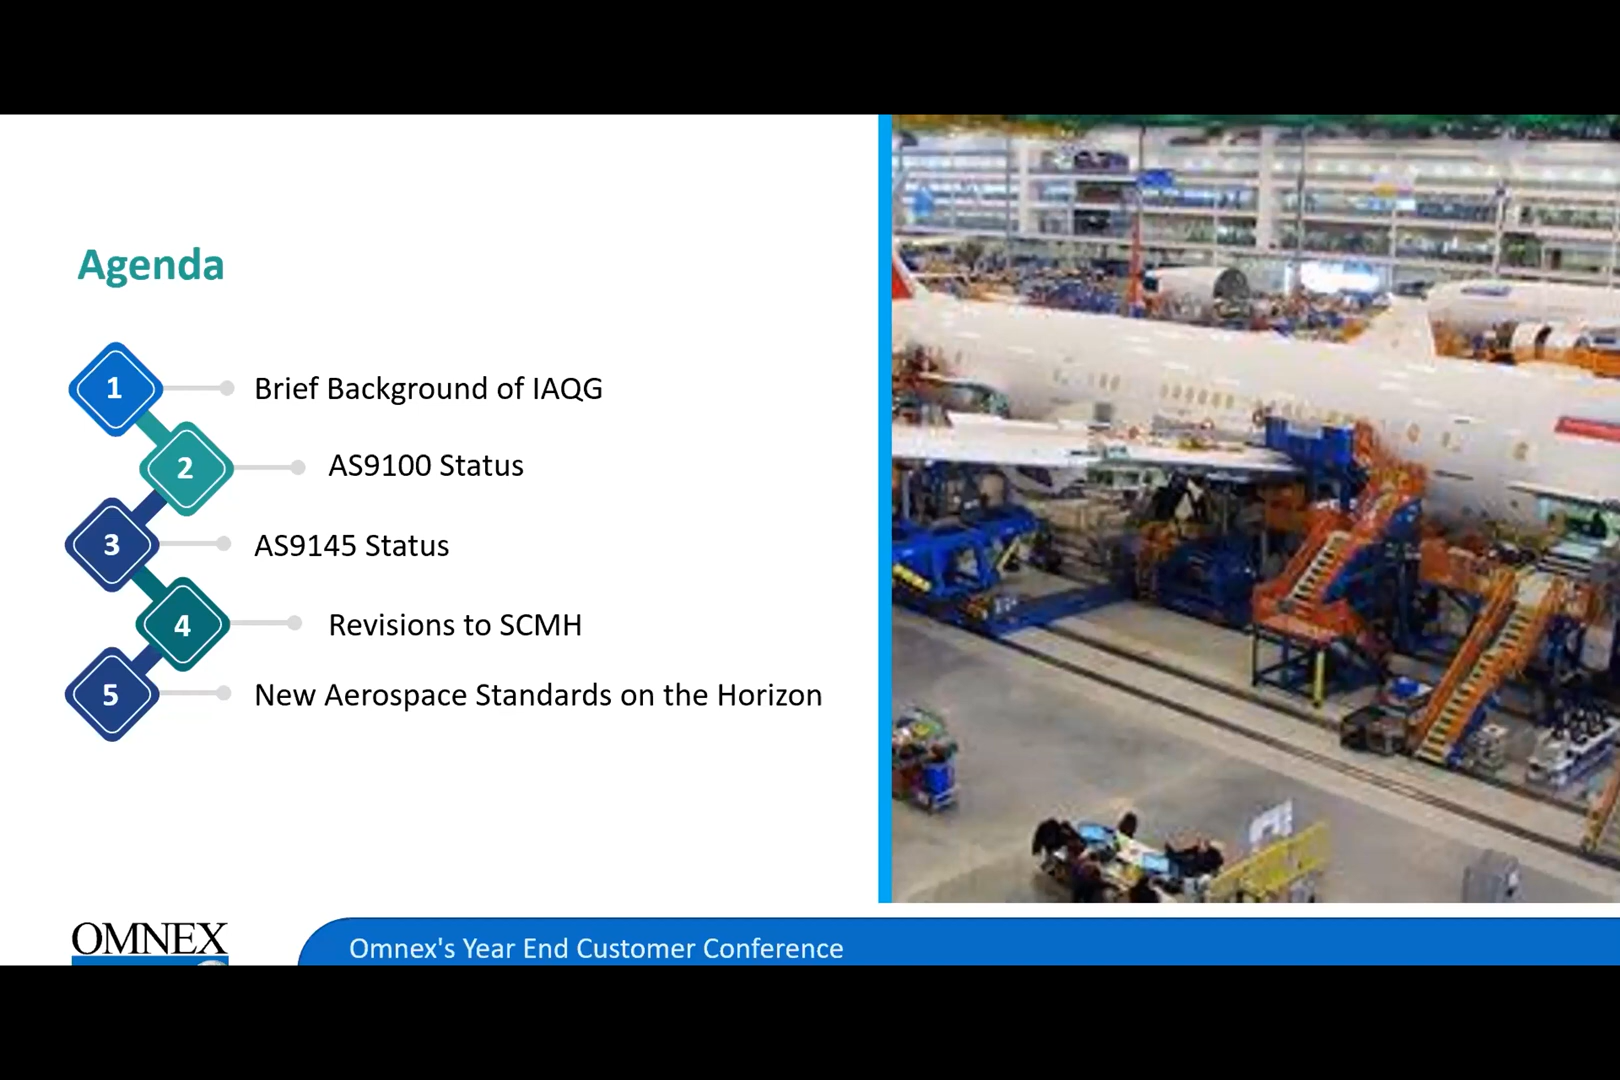 Agenda
1 Brief Background of IAQG
2 AS9100 Status
3 AS9145 Status
4 Revisions to SCMH
5 New Aerospace Standards on the Horizon
OMNEX
Omnex's Year End Customer Conference